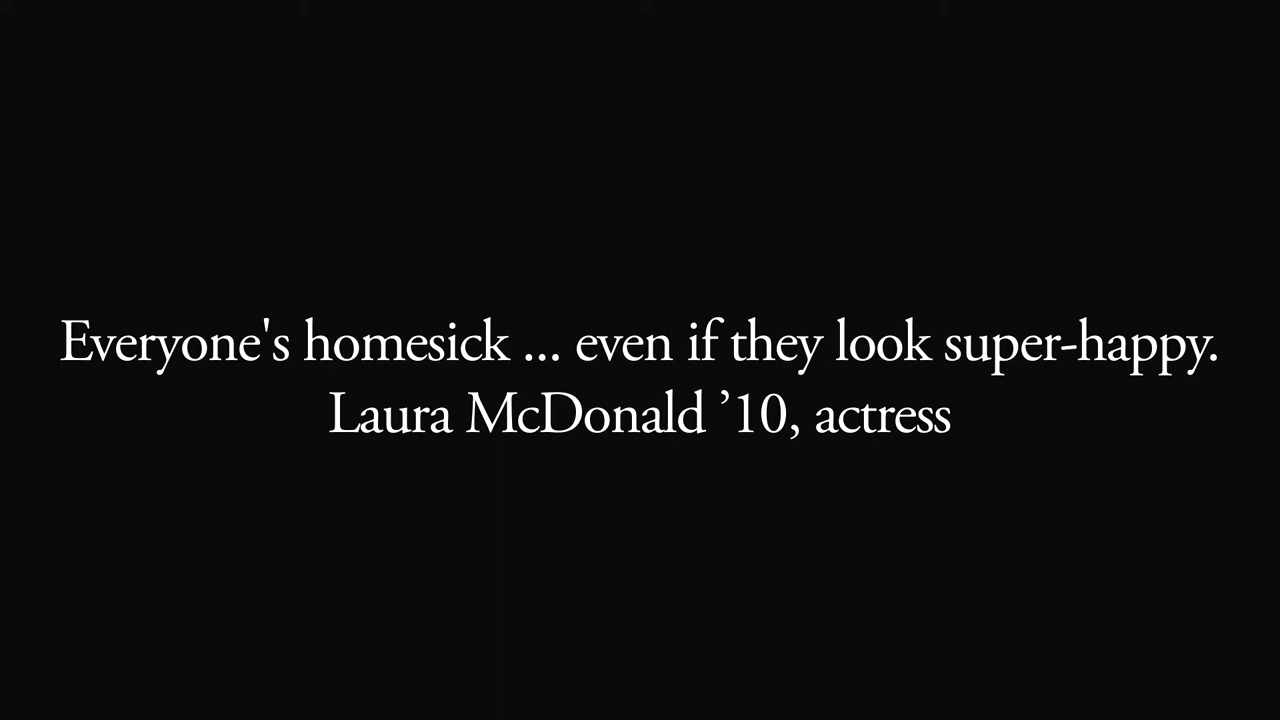 Everyone's homesick ... even if they look super-happy.
Laura McDonald ’10, actress